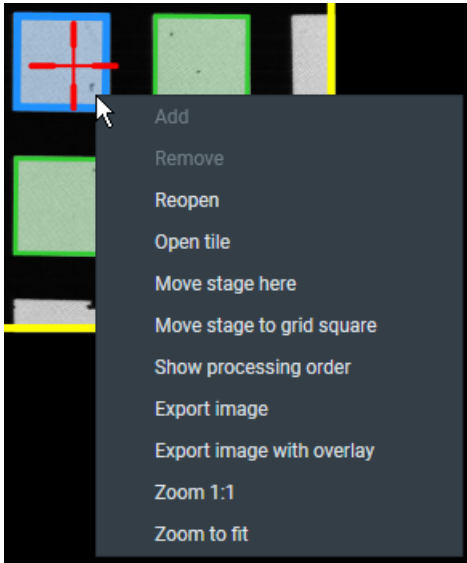 Add
Remove
Reopen
Open tile
Move stage here
Move stage to grid square
Show processing order
Export image
Export image with overlay
Zoom 1:1
Zoom to fit